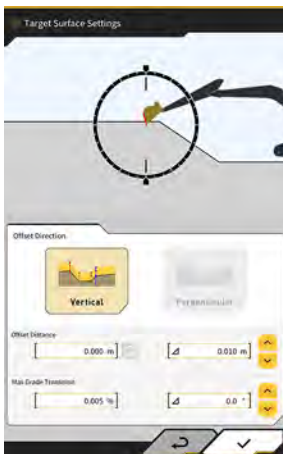 Target Surface Settings
Offset Direction
Vertical
Perpendicular
Offset Distance
[ 0.000 m]
[⊿ 0.010 m]
Max Grade Transition
[ 0.005 %]
[⊿ 0.0 °]